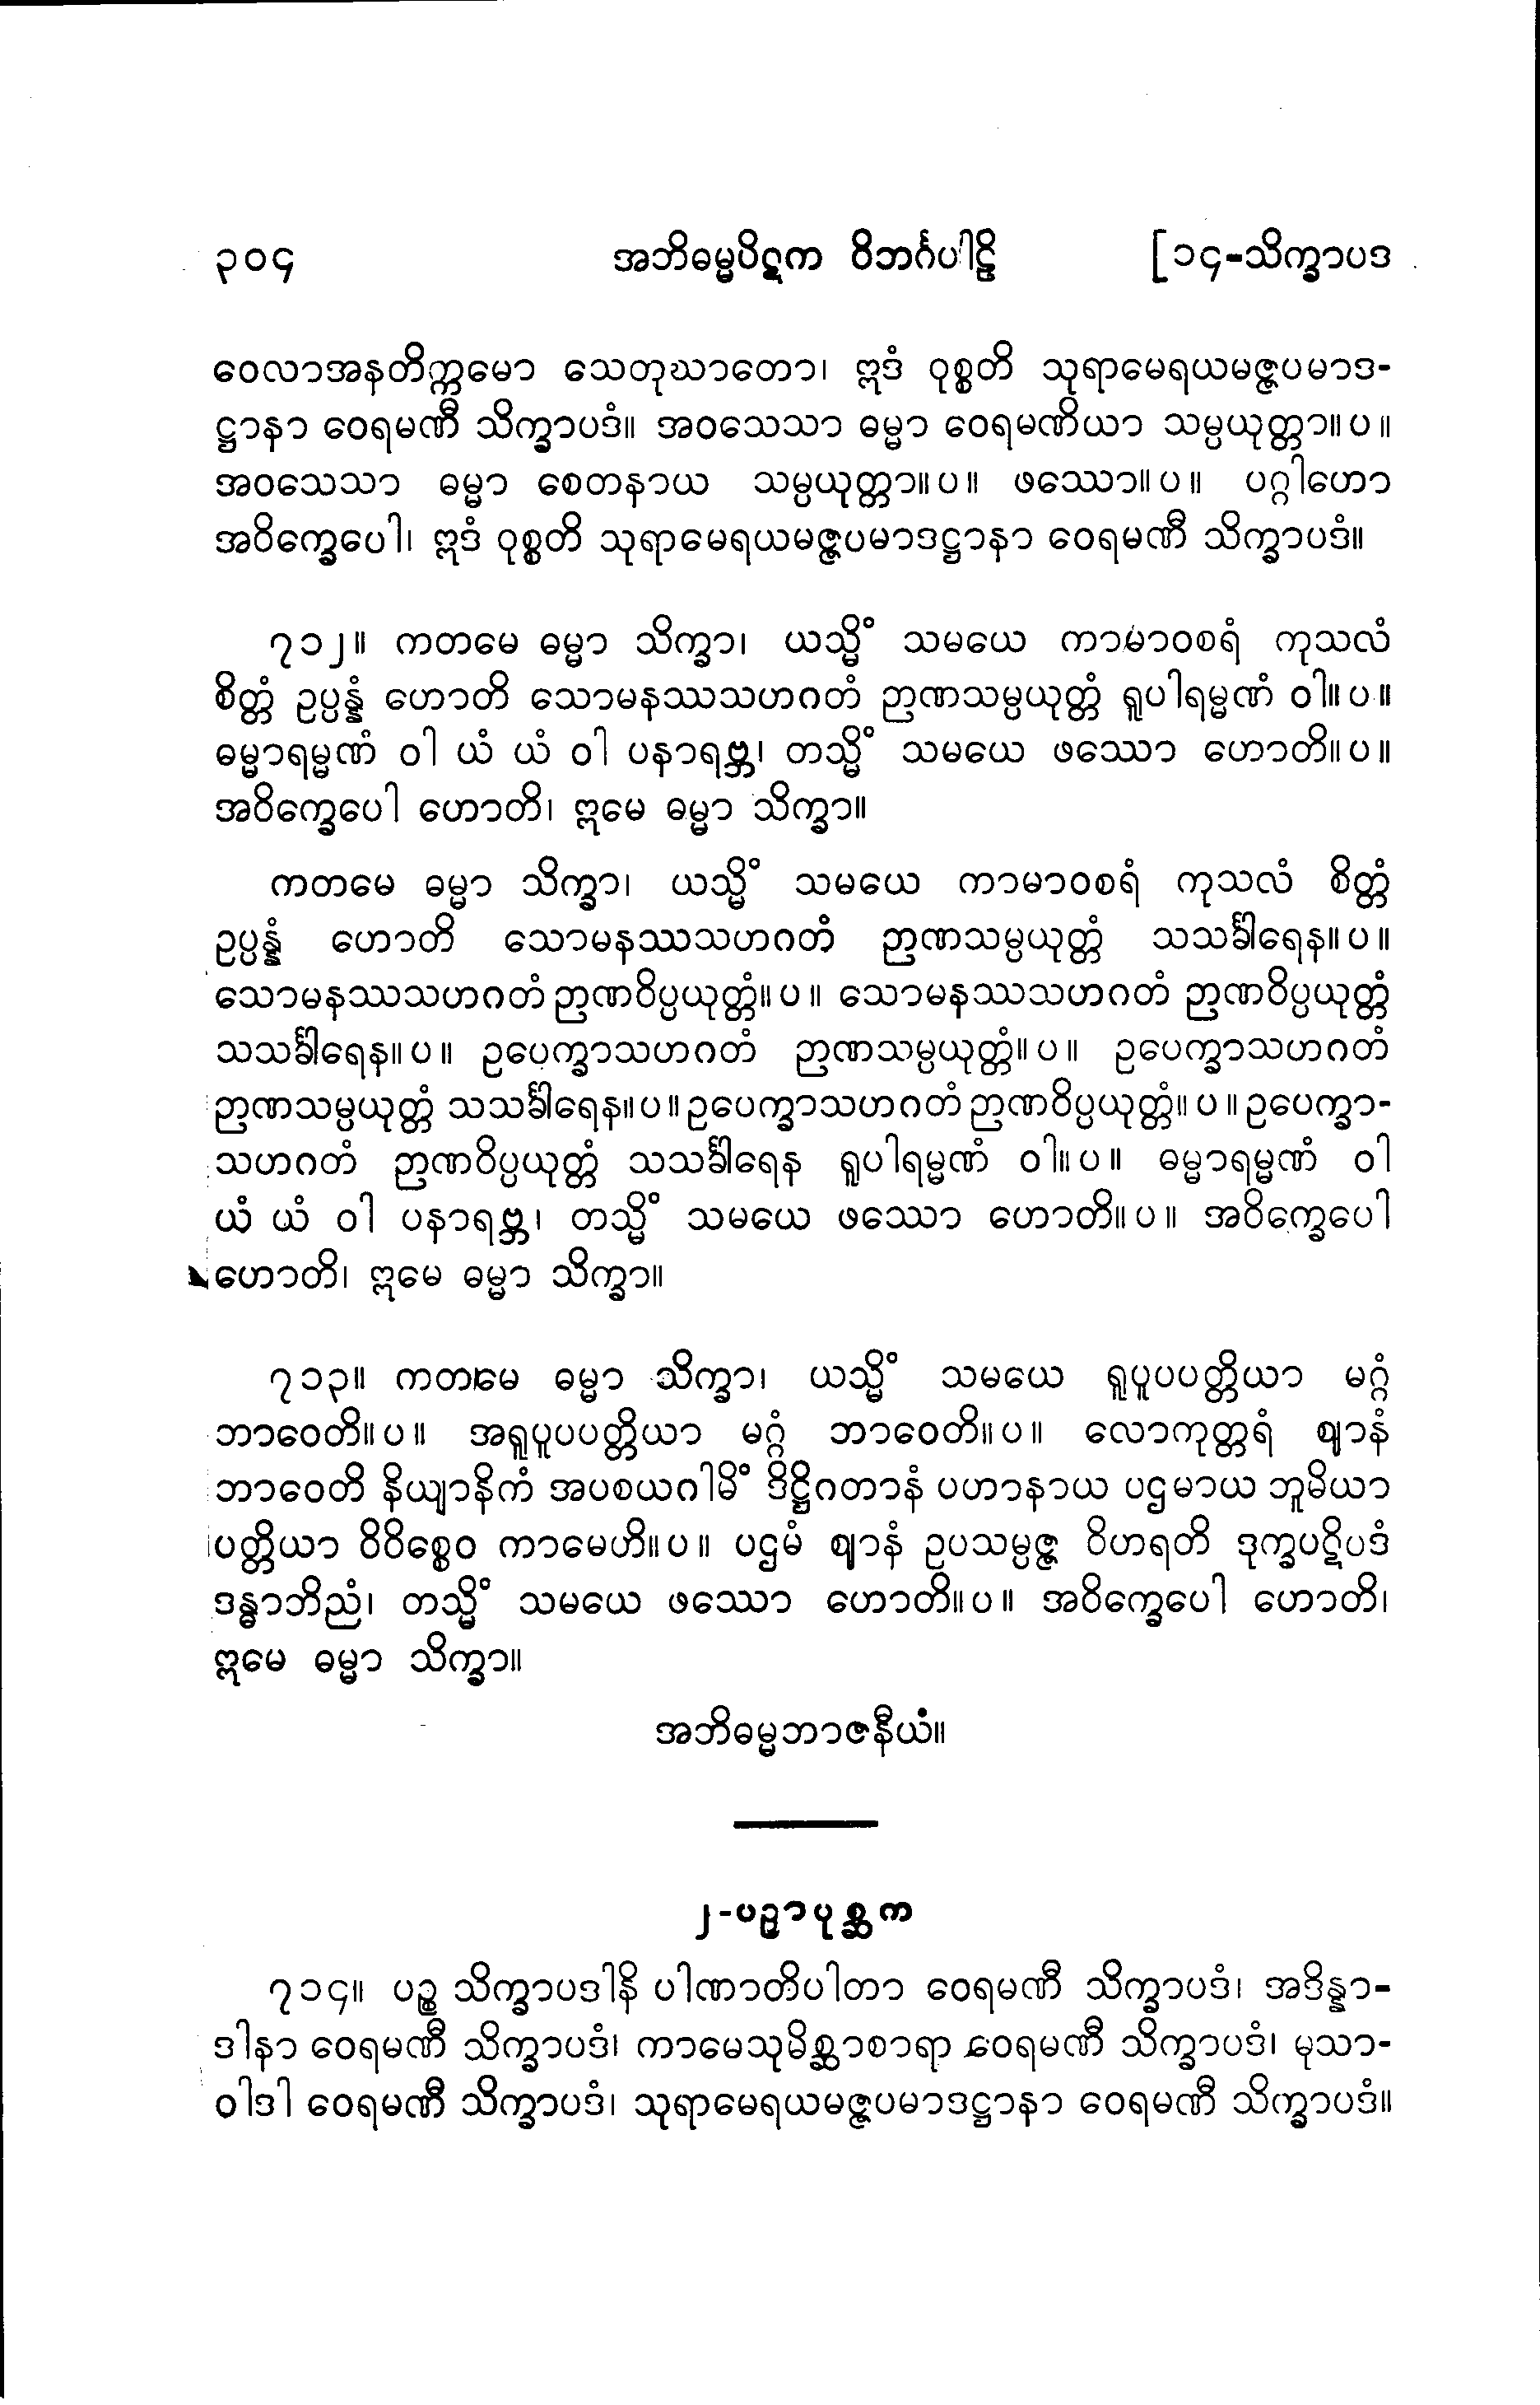 ၃၀၄ အဘိဓမ္မပိဋက ဝိဘင်္ဂပါဠိ [၁၄-သိက္ခာပဒ
ဝေလာအနတိက္ကမော သေတုဃာတော၊ ဣဒံ ဝုစ္စတိ သုရာမေရယမဇ္ဇပမာဒ-
ဋ္ဌာနာ ဝေရမဏီ သိက္ခာပဒံ။ အဝသေသာ ဓမ္မာ ဝေရမဏိယာ သမ္ပယုတ္တာ။ပ။
အဝသေသာ ဓမ္မာ စေတနာယ သမ္ပယုတ္တာ။ပ။ ဖဿော။ပ။ ပဂ္ဂါဟော
အဝိက္ခေပေါ၊ ဣဒံ ဝုစ္စတိ သုရာမေရယမဇ္ဇပမာဒဋ္ဌာနာ ဝေရမဏီ သိက္ခာပဒံ။
၇၁၂။ ကတမေ ဓမ္မာ သိက္ခာ၊ ယသ္မိံ သမယေ ကာမာဝစရံ ကုသလံ
စိတ္တံ ဥပ္ပန္နံ ဟောတိ သောမနဿသဟဂတံ ဉာဏသမ္ပယုတ္တံ ရူပါရမ္မဏံ ဝါ။ပ။
ဓမ္မာရမ္မဏံ ဝါ ယံ ယံ ဝါ ပနာရဗ္ဘ၊ တသ္မိံ သမယေ ဖဿော ဟောတိ။ပ။
အဝိက္ခေပေါ ဟောတိ၊ ဣမေ ဓမ္မာ သိက္ခာ။
ကတမေ ဓမ္မာ သိက္ခာ၊ ယသ္မိံ သမယေ ကာမာဝစရံ ကုသလံ စိတ္တံ
ဥပ္ပန္နံ ဟောတိ သောမနဿသဟဂတံ ဉာဏသမ္ပယုတ္တံ သသင်္ခါရေန။ပ။
သောမနဿသဟဂတံ ဉာဏဝိပ္ပယုတ္တံ။ပ။ သောမနဿသဟဂတံ ဉာဏဝိပ္ပယုတ္တံ
သသင်္ခါရေန။ပ။ ဥပေက္ခာသဟဂတံ ဉာဏသမ္ပယုတ္တံ။ပ။ ဥပေက္ခာသဟဂတံ
ဉာဏသမ္ပယုတ္တံ သသင်္ခါရေန။ပ။ ဥပေက္ခာသဟဂတံ ဉာဏဝိပ္ပယုတ္တံ။ပ။ ဥပေက္ခာ-
သဟဂတံ ဉာဏဝိပ္ပယုတ္တံ သသင်္ခါရေန ရူပါရမ္မဏံ ဝါ။ပ။ ဓမ္မာရမ္မဏံ ဝါ
ယံ ယံ ဝါ ပနာရဗ္ဘ၊ တသ္မိံ သမယေ ဖဿော ဟောတိ။ပ။ အဝိက္ခေပေါ
ဟောတိ၊ ဣမေ ဓမ္မာ သိက္ခာ။
၇၁၃။ ကတမေ ဓမ္မာ သိက္ခာ၊ ယသ္မိံ သမယေ ရူပူပပတ္တိယာ မဂ္ဂံ
ဘာဝေတိ။ပ။ အရူပူပပတ္တိယာ မဂ္ဂံ ဘာဝေတိ။ပ။ လောကုတ္တရံ ဈာနံ
ဘာဝေတိ နိယျာနိကံ အပစယဂါမိံ ဒိဋ္ဌိဂတာနံ ပဟာနာယ ပဌမာယ ဘူမိယာ
ပတ္တိယာ ဝိဝိစ္စေဝ ကာမေဟိ။ပ။ ပဌမံ ဈာနံ ဥပသမ္ပဇ္ဇ ဝိဟရတိ ဒုက္ခပဋိပဒံ
ဒန္ဓာဘိညံ၊ တသ္မိံ သမယေ ဖဿော ဟောတိ။ပ။ အဝိက္ခေပေါ ဟောတိ၊
ဣမေ ဓမ္မာ သိက္ခာ။
အဘိဓမ္မဘာဇနီယံ။
၂-ပဉှာပုစ္ဆက
၇၁၄။ ပဉ္စ သိက္ခာပဒါနိ ပါဏာတိပါတာ ဝေရမဏီ သိက္ခာပဒံ၊ အဒိန္နာ-
ဒါနာ ဝေရမဏီ သိက္ခာပဒံ၊ ကာမေသုမိစ္ဆာစာရာ ဝေရမဏီ သိက္ခာပဒံ၊ မုသာ-
ဝါဒါ ဝေရမဏီ သိက္ခာပဒံ၊ သုရာမေရယမဇ္ဇပမာဒဋ္ဌာနာ ဝေရမဏီ သိက္ခာပဒံ။